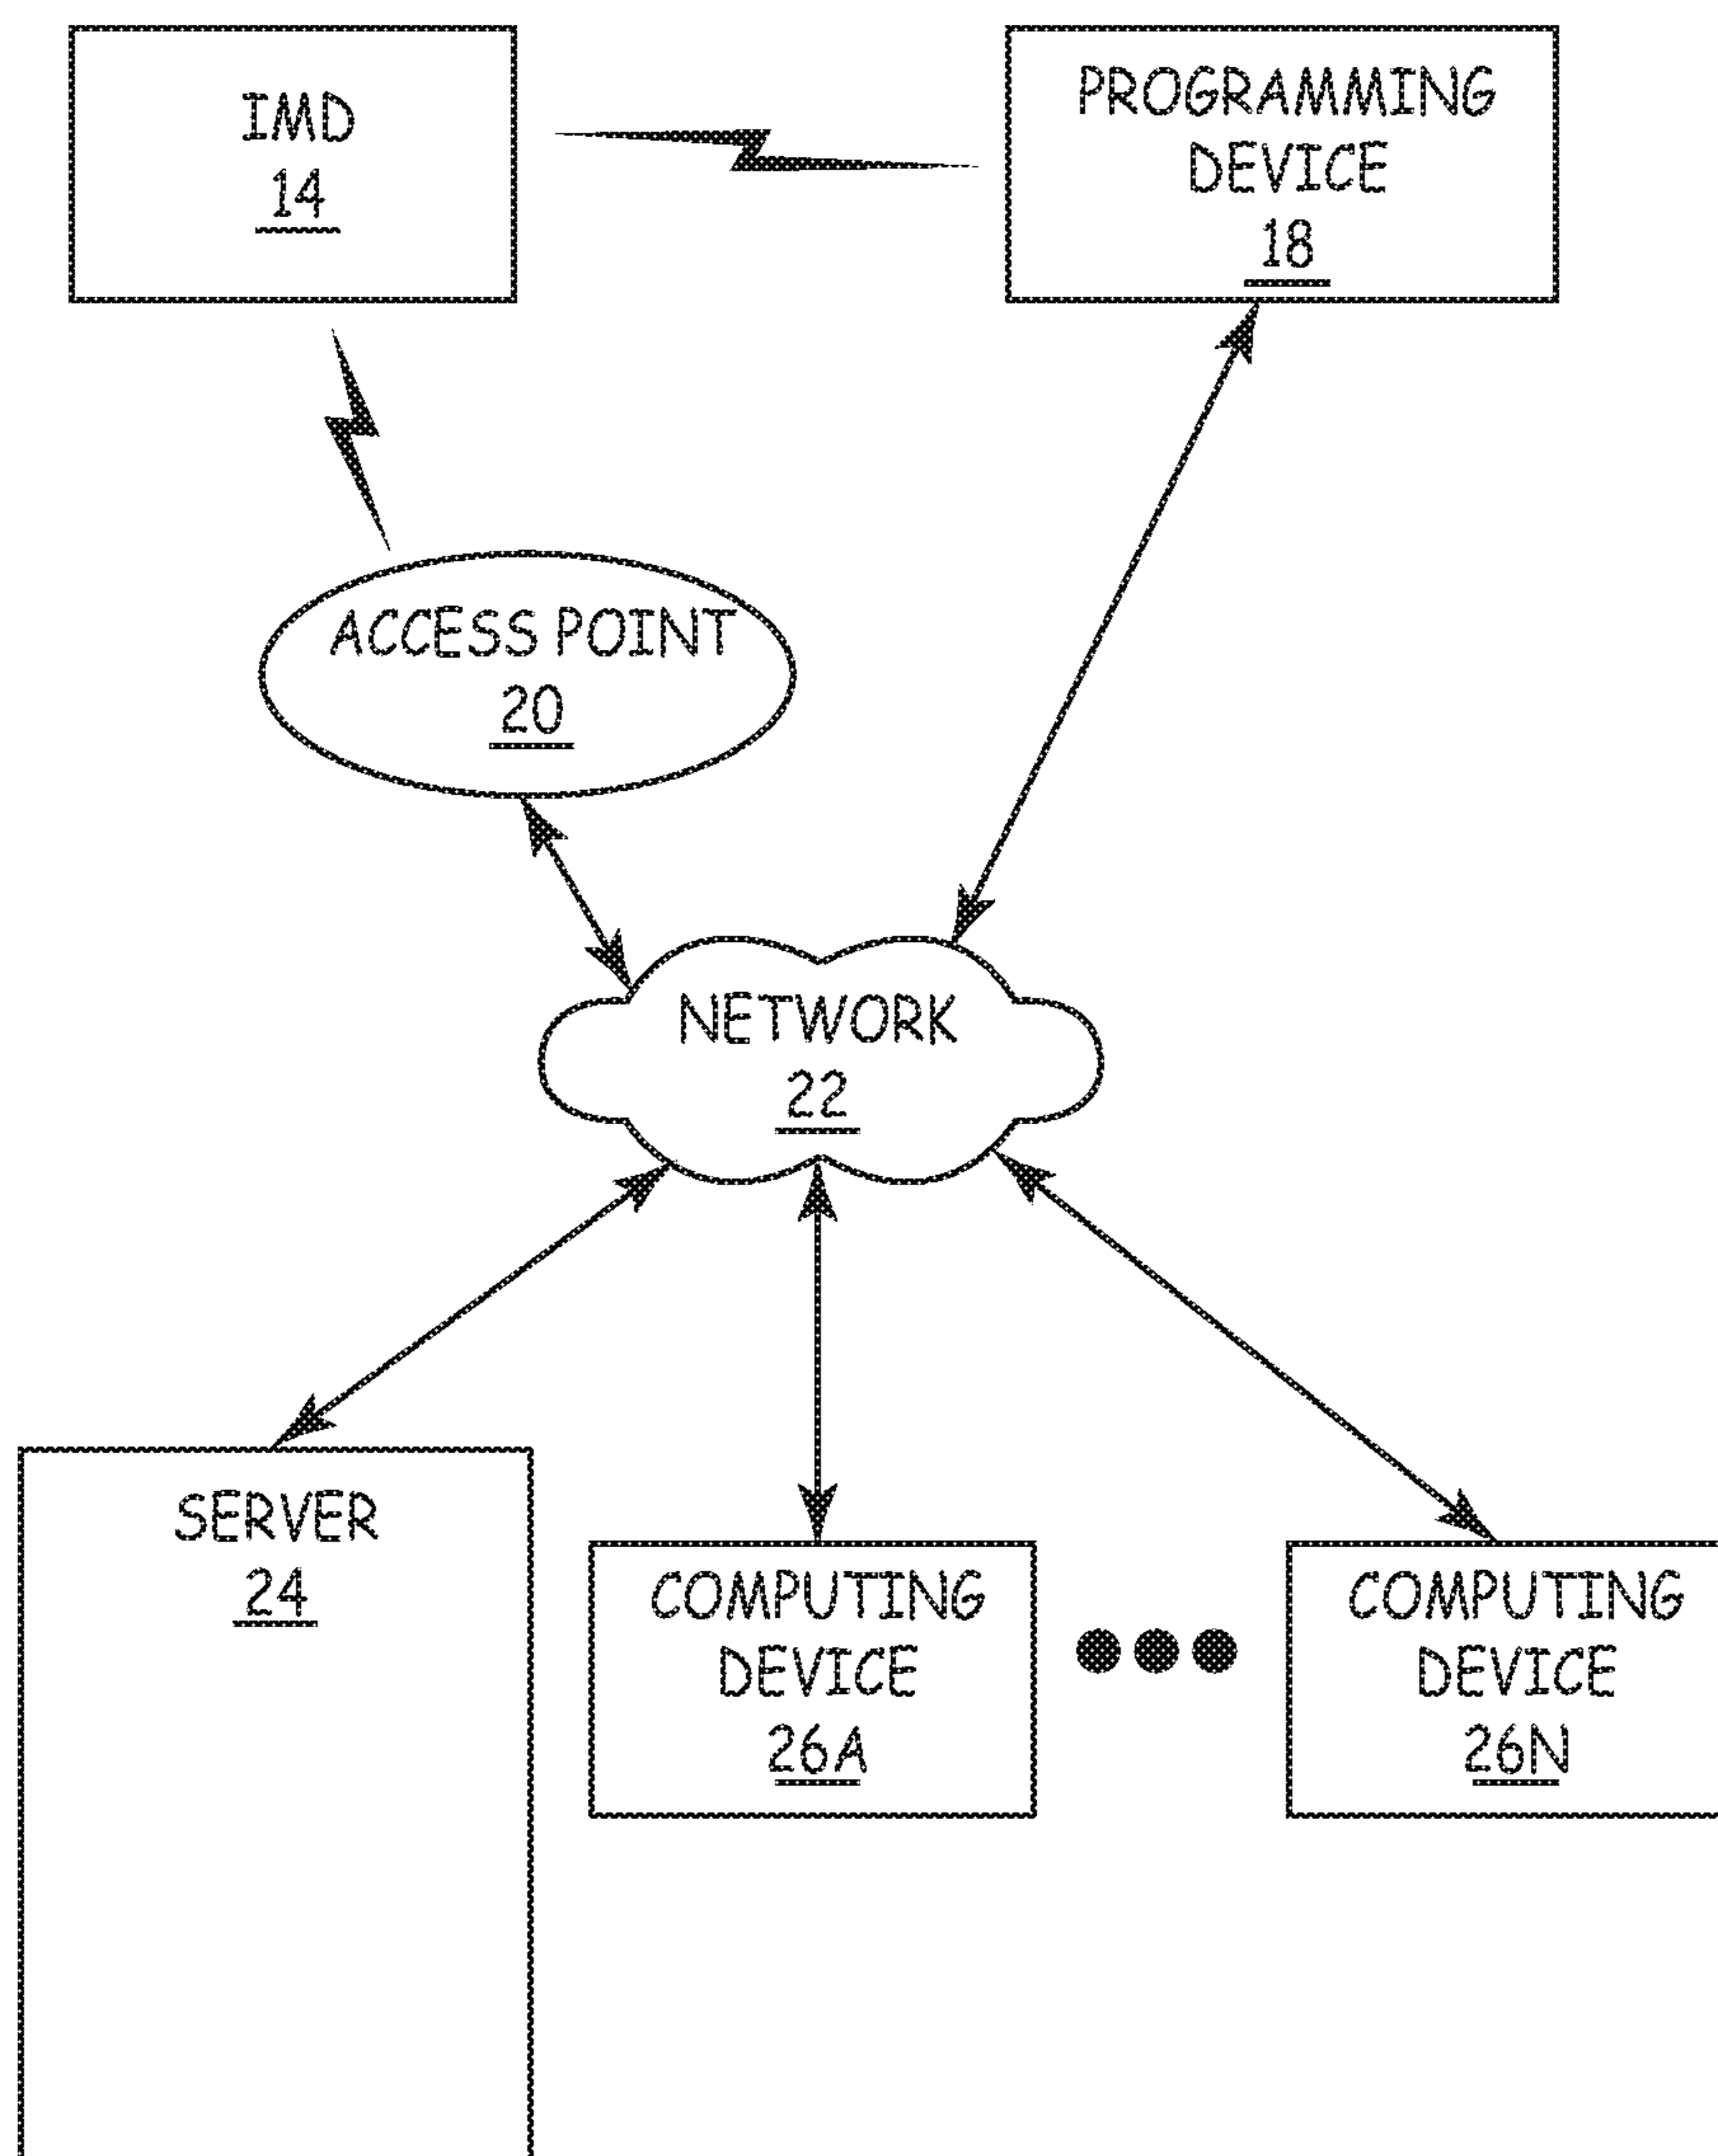 IMD
14
PROGRAMMING
DEVICE
18
ACCESS POINT
20
NETWORK
22
SERVER
24
COMPUTING
DEVICE
26A
COMPUTING
DEVICE
26N